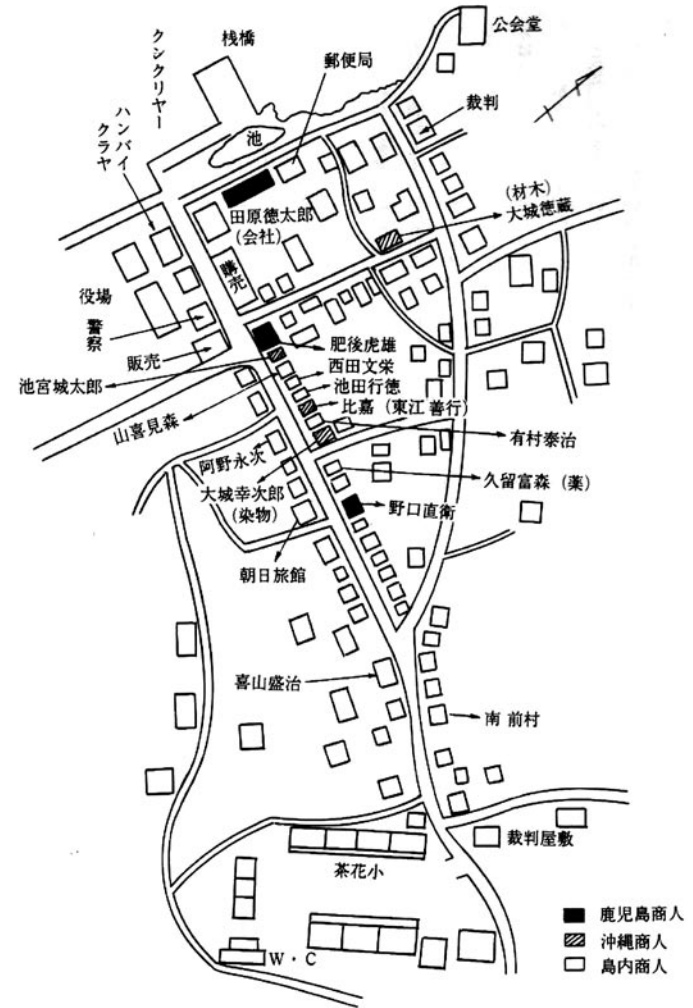 公会堂
桟橋
クンクリヤー
郵便局
ハンバイ
クラヤ
池
裁判
(材木)
大城徳蔵
田原徳太郎
(会社)
購売
役場
警察
販売
肥後虎雄
西田文栄
池宮城太郎
池田行徳
比嘉 (東江 善行)
山喜見森
有村泰治
阿野永次
久留富森 (薬)
大城幸次郎
(染物)
野口直衛
朝日旅館
喜山盛治
南 前村
裁判屋敷
茶花小
鹿児島商人
沖縄商人
W・C
島内商人